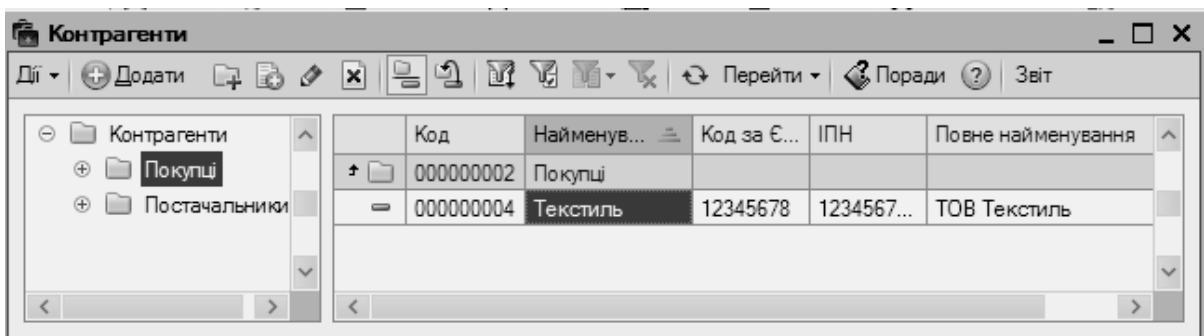 Контрагенти
Дії Додати Перейти Поради ? Звіт
Контрагенти
Покупці
Постачальники
Код Найменув... Код за Є... ІПН Повне найменування
000000002 Покупці
000000004 Текстиль 12345678 1234567... ТОВ Текстиль